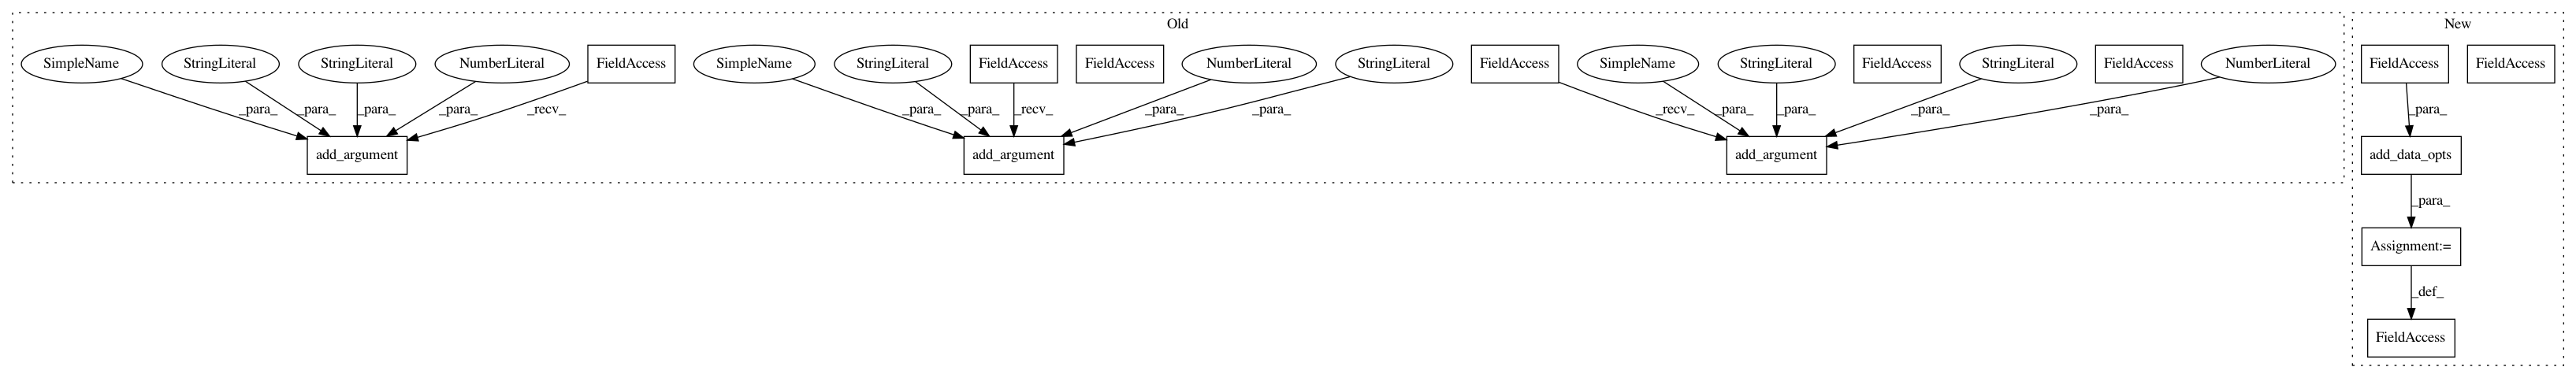 Old
New
SimpleName
StringLiteral
StringLiteral
NumberLiteral
FieldAccess
SimpleName
StringLiteral
FieldAccess
FieldAccess
NumberLiteral
StringLiteral
FieldAccess
SimpleName
StringLiteral
FieldAccess
StringLiteral
FieldAccess
NumberLiteral
FieldAccess
FieldAccess
_para_
_para_
_para_
_para_
_recv_
_para_
_para_
_recv_
_para_
_para_
_recv_
_para_
_para_
_para_
_para_
_para_
add_argument
add_argument
add_argument
add_data_opts
_para_
Assignment:=
_def_
FieldAccess